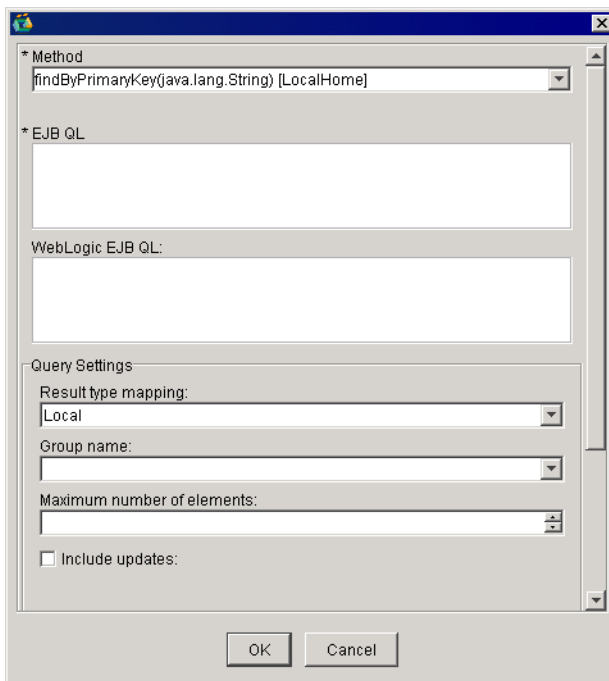 * Method
findByPrimaryKey(java.lang.String) [LocalHome]
* EJB QL
WebLogic EJB QL:
Query Settings
Result type mapping:
Local
Group name:
Maximum number of elements:
Include updates:
OK
Cancel